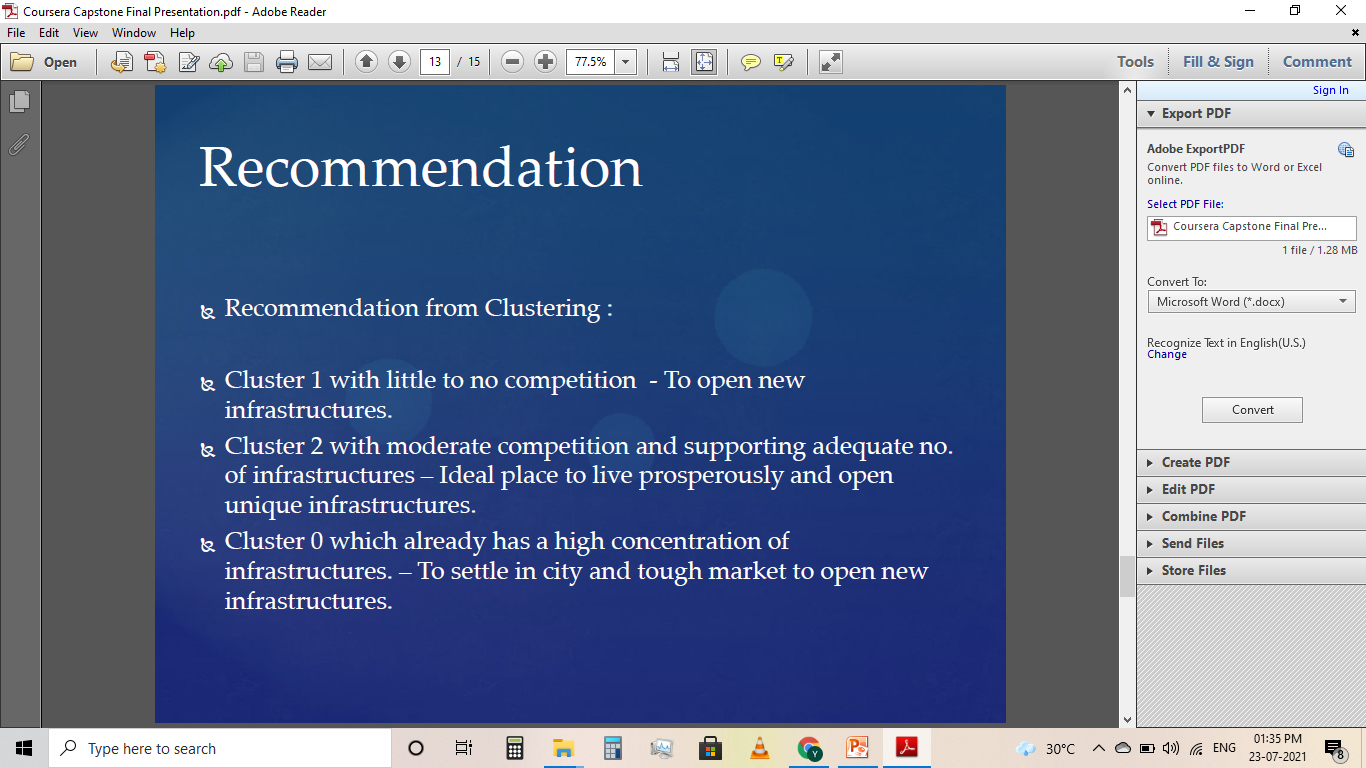 Coursera Capstone Final Presentation.pdf - Adobe Reader
File Edit View Window Help
Open 13 / 15 77.5% Tools Fill & Sign Comment
Sign In
Export PDF
Adobe ExportPDF
Convert PDF files to Word or Excel
online.
Select PDF File:
Coursera Capstone Final Pre...
1 file / 1.28 MB
Convert To:
Microsoft Word (*.docx)
Recognize Text in English(U.S.)
Change
Convert
Create PDF
Edit PDF
Combine PDF
Send Files
Store Files
Recommendation
Recommendation from Clustering :
Cluster 1 with little to no competition - To open new
infrastructures.
Cluster 2 with moderate competition and supporting adequate no.
of infrastructures – Ideal place to live prosperously and open
unique infrastructures.
Cluster 0 which already has a high concentration of
infrastructures. – To settle in city and tough market to open new
infrastructures.
Type here to search
30°C ENG 01:35 PM
23-07-2021
8